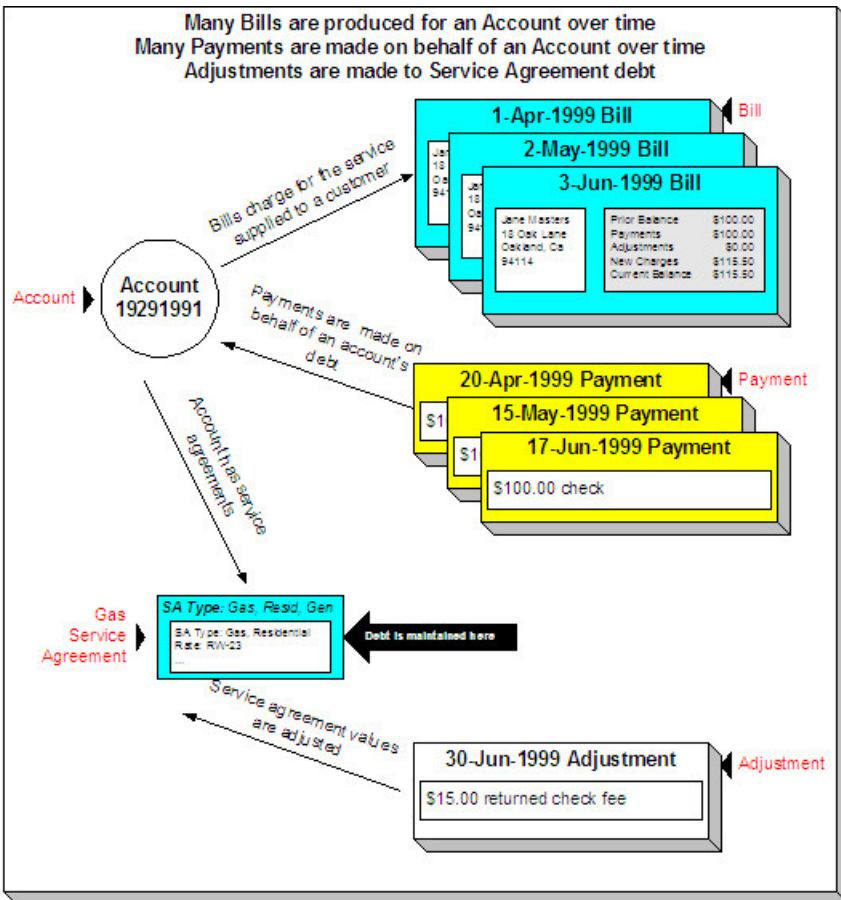 Many Bills are produced for an Account over time
Many Payments are made on behalf of an Account over time
Adjustments are made to Service Agreement debt
1-Apr-1999 Bill
Bill
2-May-1999 Bill
3-Jun-1999 Bill
Jane Masters
18 Oak Lane
Oakland, Ca
94114
Prior Balance $100.00
Payments $100.00
Adjustments $0.00
New Charges $115.50
Current Balance $115.50
Bills charge for the service
supplied to a customer
Account
Account
19291991
Payments are made on
behalf of an account's
debt
20-Apr-1999 Payment
Payment
15-May-1999 Payment
17-Jun-1999 Payment
$100.00 check
Account has service
agreements
Gas
Service
Agreement
SA Type: Gas, Resid, Gen
SA Type: Gas, Residential
Rate: RW-23
...
Debt is maintained here
Service agreement values
are adjusted
30-Jun-1999 Adjustment
Adjustment
$15.00 returned check fee